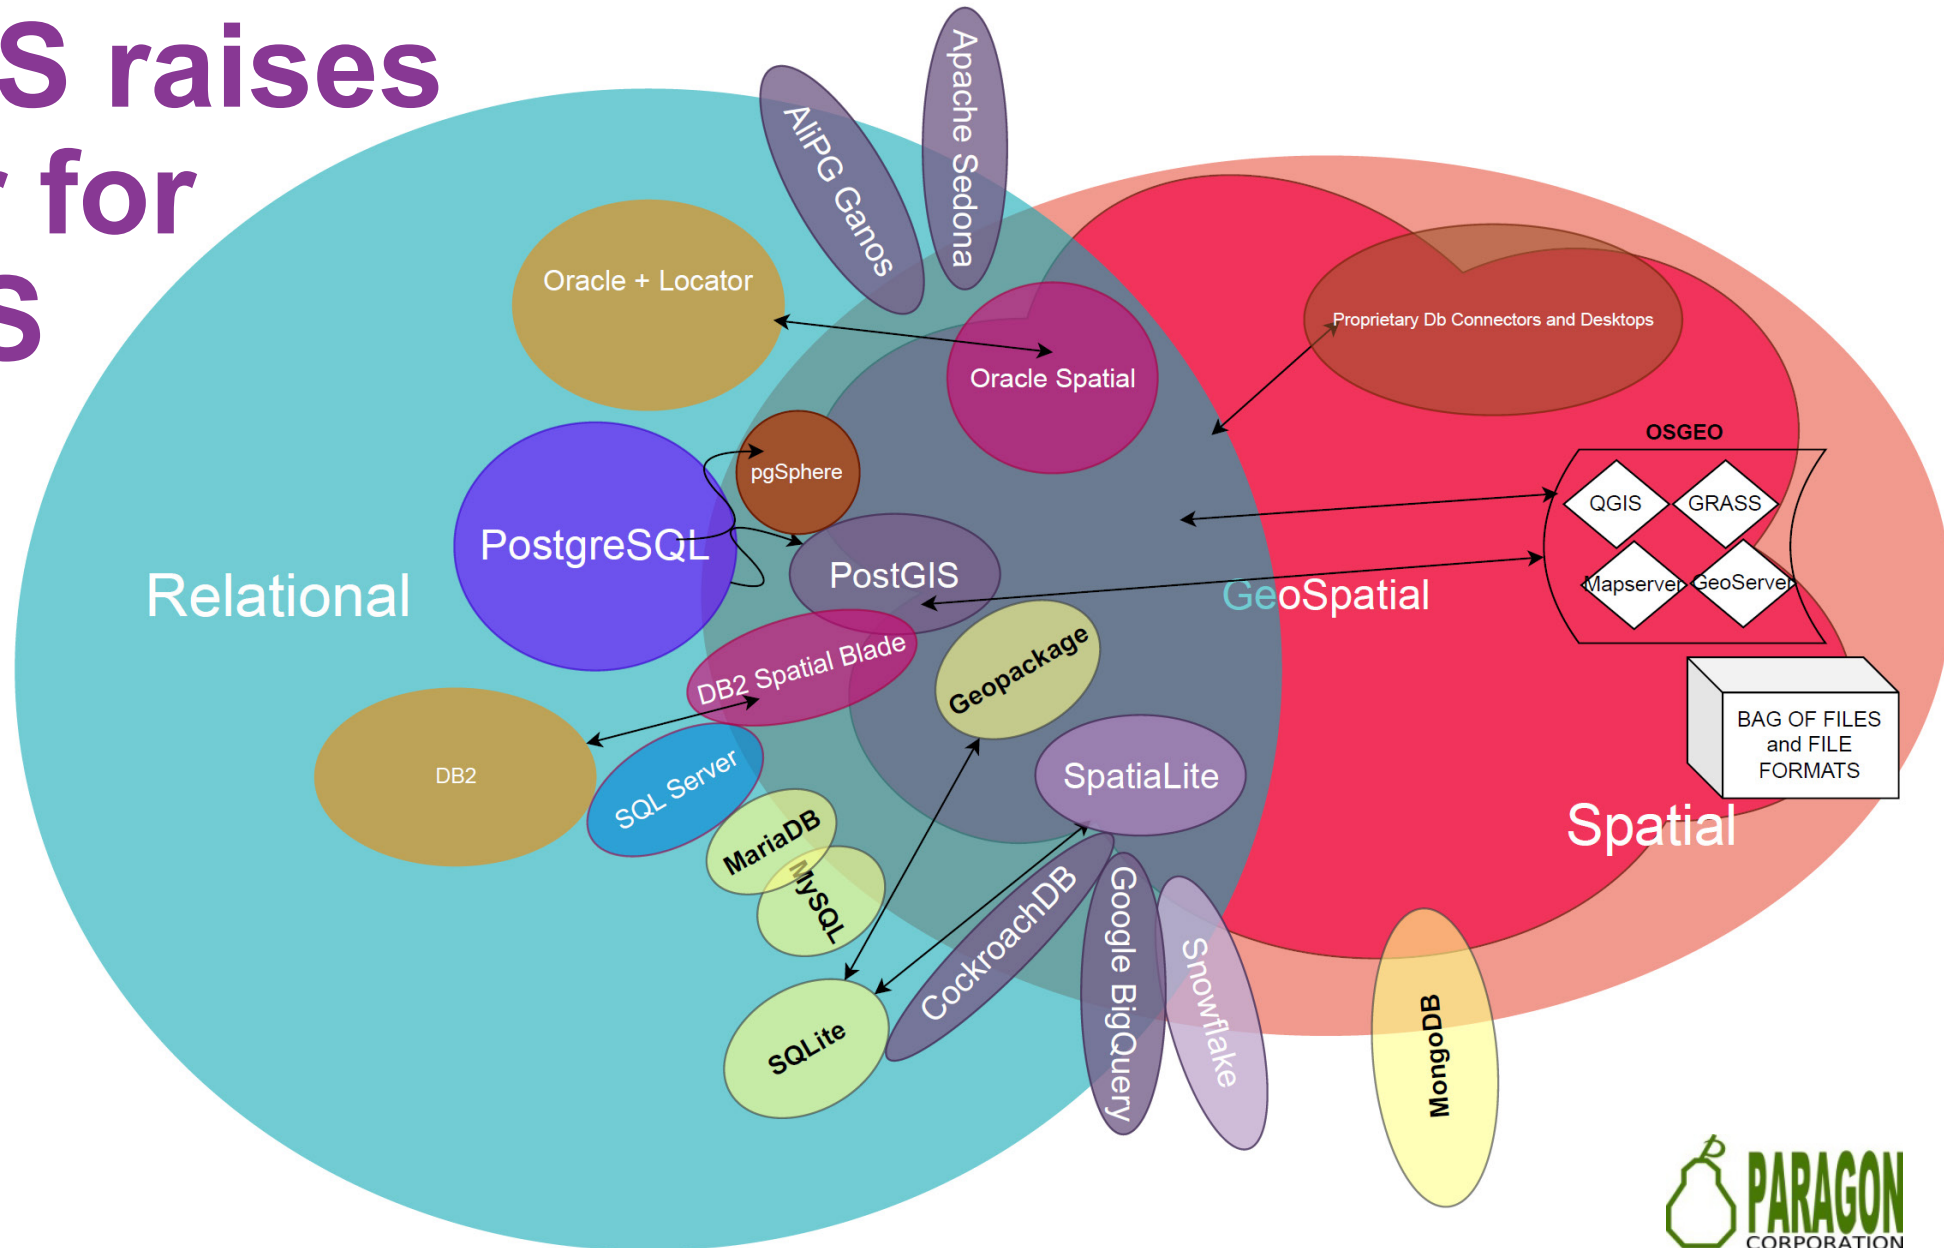 S raises
r for
S
Apache Sedona
AliPG Ganos
Oracle + Locator
Proprietary Db Connectors and Desktops
Oracle Spatial
OSGEO
pgSphere
QGIS
GRASS
PostgreSQL
PostGIS
Mapserver
GeoServer
Relational
GeoSpatial
DB2 Spatial Blade
Geopackage
BAG OF FILES
and FILE
FORMATS
DB2
SQL Server
SpatiaLite
Spatial
MariaDB
MySQL
CockroachDB
Google BigQuery
Snowflake
SQLite
MongoDB
PARAGON
CORPORATION